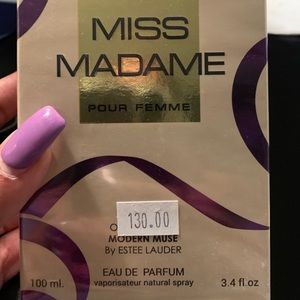 MISS
MADAME
POUR FEMME
130.00
MODERN MUSE
By ESTEE LAUDER
EAU DE PARFUM
100 ml.
vaporisateur natural spray
3.4 fl.oz